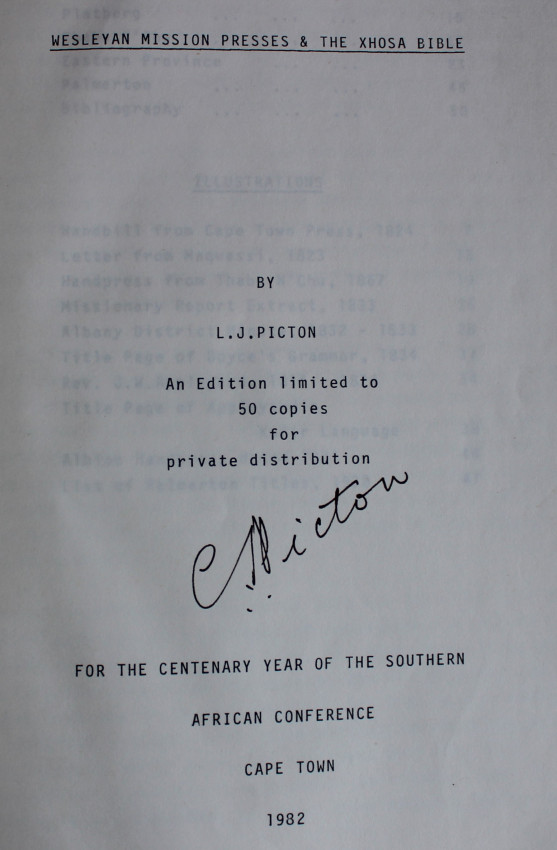 WESLEYAN MISSION PRESSES & THE XHOSA BIBLE
BY
L.J.PICTON
An Edition limited to
50 copies
for
private distribution
Picton
FOR THE CENTENARY YEAR OF THE SOUTHERN
AFRICAN CONFERENCE
CAPE TOWN
1982